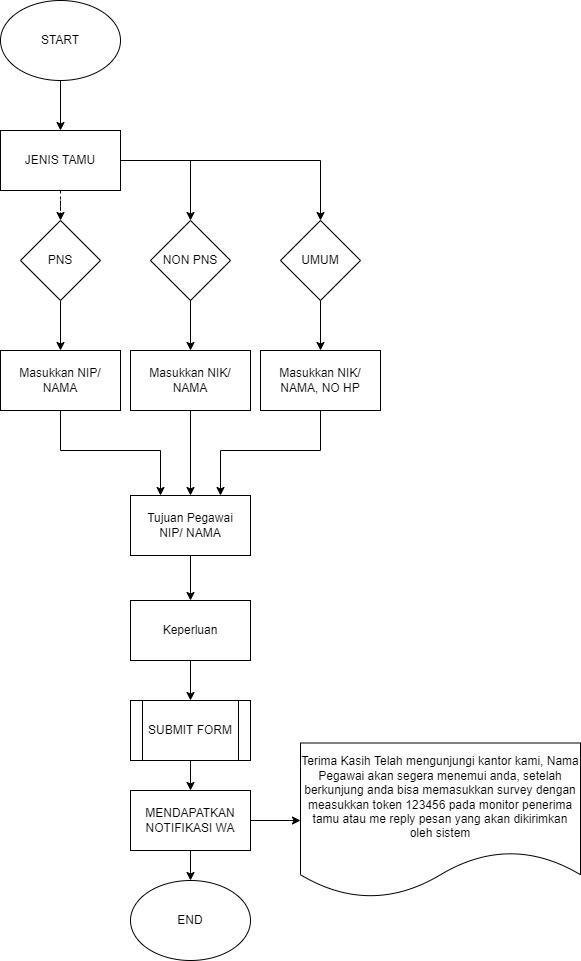 START
JENIS TAMU
PNS
NON PNS
UMUM
Masukkan NIP/
NAMA
Masukkan NIK/
NAMA
Masukkan NIK/
NAMA, NO HP
Tujuan Pegawai
NIP/ NAMA
Keperluan
SUBMIT FORM
MENDAPATKAN
NOTIFIKASI WA
Terima Kasih Telah mengunjungi kantor kami, Nama
Pegawai akan segera menemui anda, setelah
berkunjung anda bisa memasukkan survey dengan
measukkan token 123456 pada monitor penerima
tamu atau me reply pesan yang akan dikirimkan
oleh sistem
END